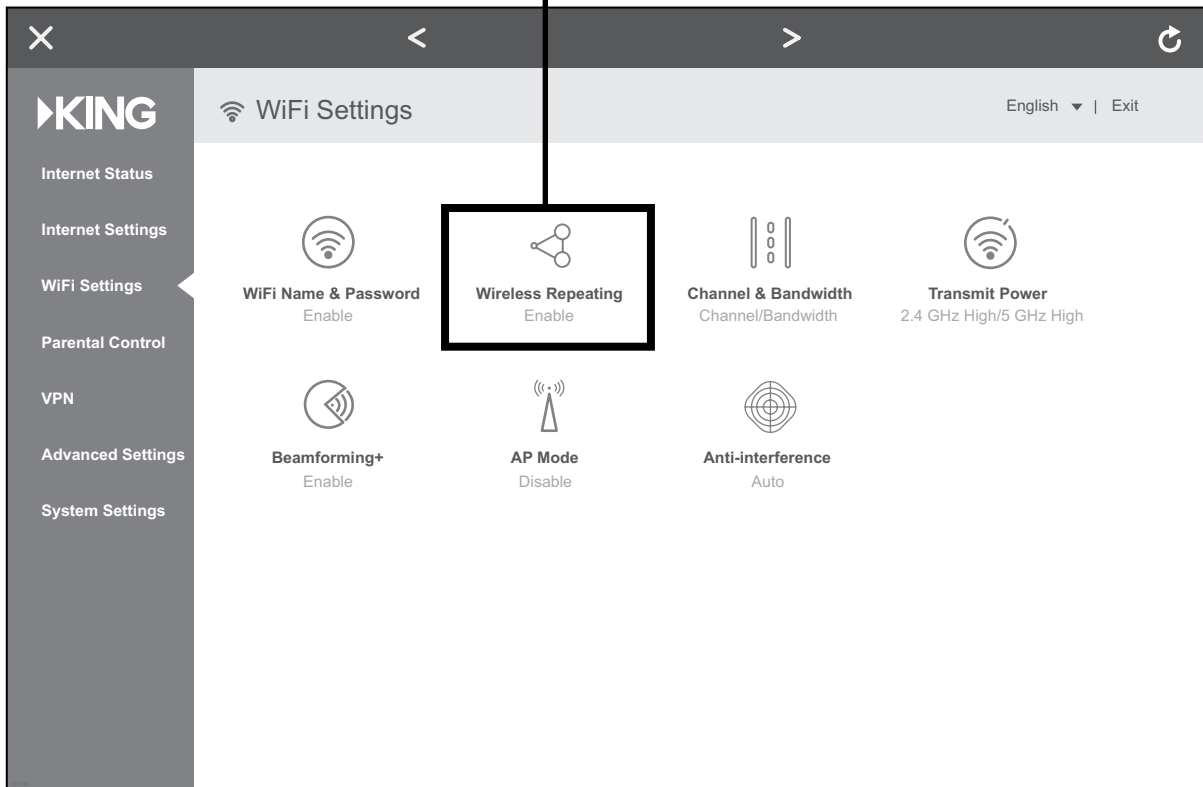 KING
WiFi Settings
English | Exit
Internet Status
Internet Settings
WiFi Settings
Parental Control
VPN
Advanced Settings
System Settings
WiFi Name & Password
Enable
Wireless Repeating
Enable
Channel & Bandwidth
Channel/Bandwidth
Transmit Power
2.4 GHz High/5 GHz High
Beamforming+
Enable
AP Mode
Disable
Anti-interference
Auto